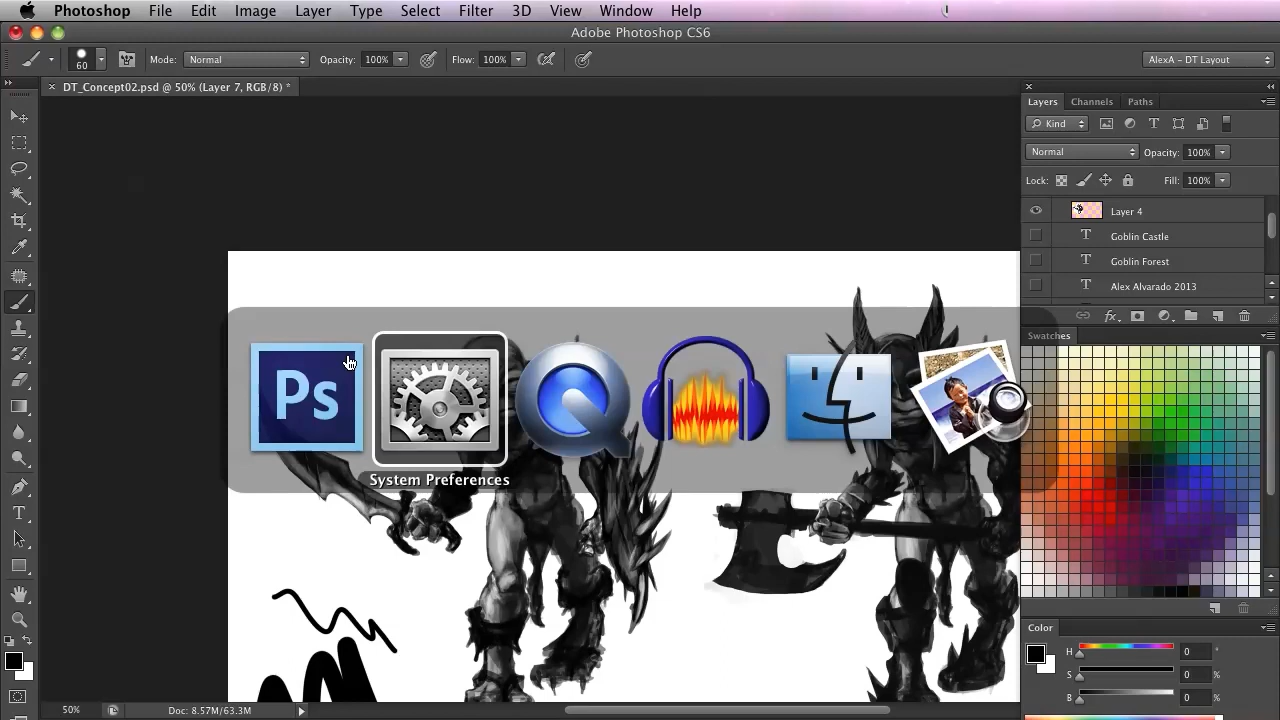 Photoshop File Edit Image Layer Type Select Filter 3D View Window Help
Adobe Photoshop CS6
60 Mode: Normal Opacity: 100% Flow: 100% AlexA - DT Layout
DT_Concept02.psd @ 50% (Layer 7, RGB/8) *
Layers Channels Paths
Kind
Normal Opacity: 100%
Lock: Fill: 100%
Layer 4
T Goblin Castle
T Goblin Forest
T Alex Alvarado 2013
fx
Swatches
Ps
System Preferences
Color
H 0 °
S 0 %
B 0 %
50% Doc: 8.57M/63.3M